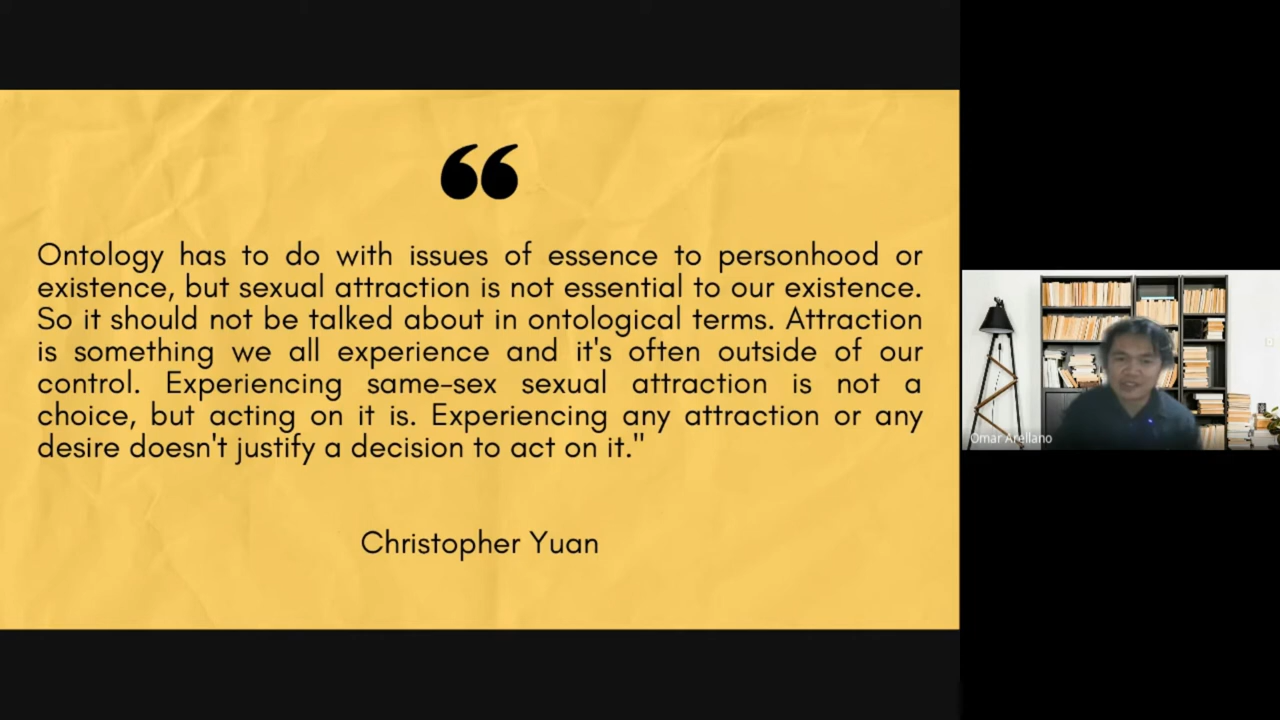 ❝
Ontology has to do with issues of essence to personhood or
existence, but sexual attraction is not essential to our existence.
So it should not be talked about in ontological terms. Attraction
is something we all experience and it's often outside of our
control. Experiencing same-sex sexual attraction is not a
choice, but acting on it is. Experiencing any attraction or any
desire doesn't justify a decision to act on it."
Christopher Yuan
Omar Arellano